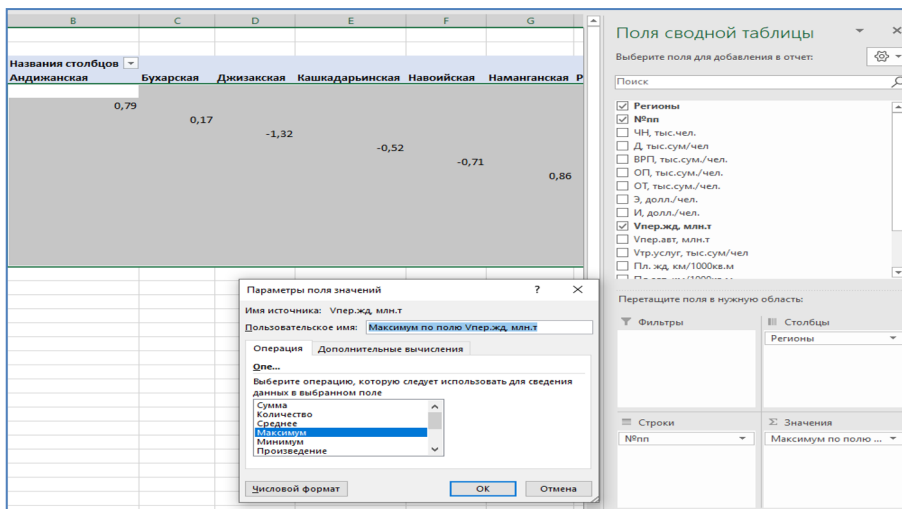 B C D E F G
Названия столбцов
Андижанская Бухарская Джизакская Кашкадарьинская Навоийская Наманганская Р
0,79
0,17
-1,32
-0,52
-0,71
0,86
Поля сводной таблицы
Выберите поля для добавления в отчет:
Поиск
Регионы
№пп
ЧН, тыс.чел.
Д, тыс.сум/чел
ВРП, тыс.сум./чел.
ОП, тыс.сум./чел.
ОТ, тыс.сум./чел.
Э, долл./чел.
И, долл./чел.
Vпер.жд, млн.т
Vпер.авт, млн.т
Vтр.услуг, тыс.сум/чел
Пл. жд, км/1000кв.м
Перетащите поля в нужную область:
Фильтры
Столбцы
Регионы
Строки
№пп
Σ Значения
Максимум по полю ...
Параметры поля значений ? ×
Имя источника: Vпер.жд, млн.т
Пользовательское имя: Максимум по полю Vпер.жд, млн.т
Операция Дополнительные вычисления
Опе...
Выберите операцию, которую следует использовать для сведения
данных в выбранном поле
Сумма
Количество
Среднее
Максимум
Минимум
Произведение
Числовой формат ОК Отмена